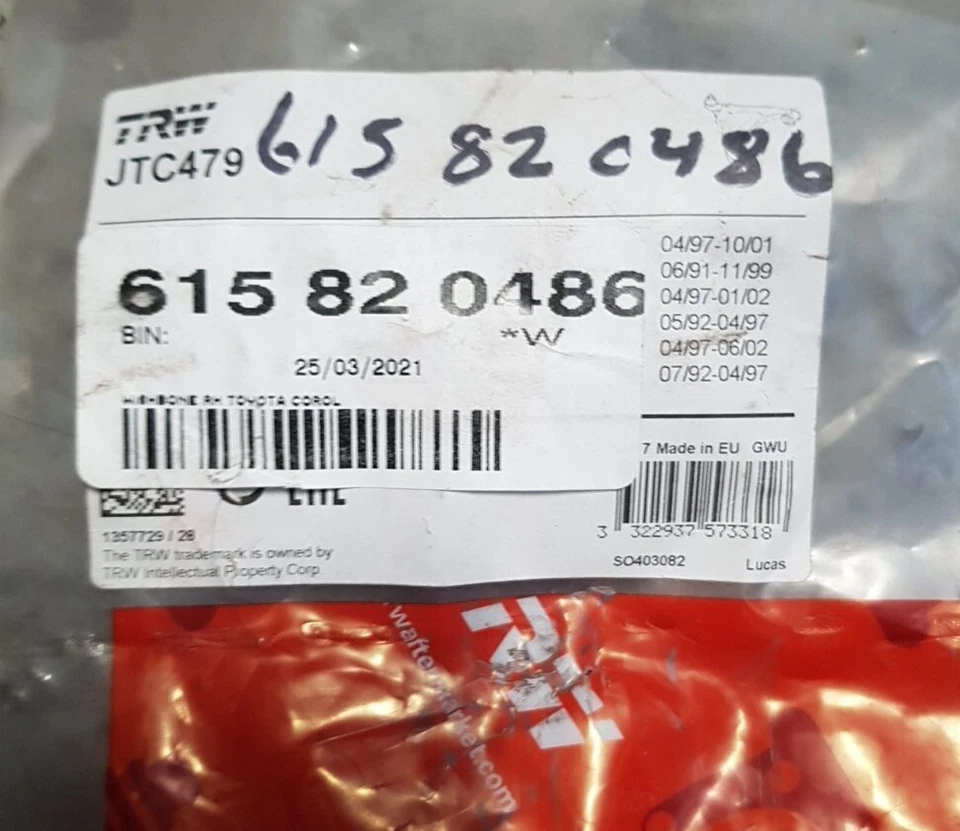 TRW
JTC479
615 82 0486
04/97-10/01
06/91-11/99
04/97-01/02
05/92-04/97
04/97-06/02
07/92-04/97
615 82 0486
BIN: *W
25/03/2021
WISHBONE RH TOYOTA COROL
7 Made in EU GWU
3 322937 573318
1357729 / 28
The TRW trademark is owned by
TRW Intellectual Property Corp
SO403082 Lucas
TRW
waftermarket.com